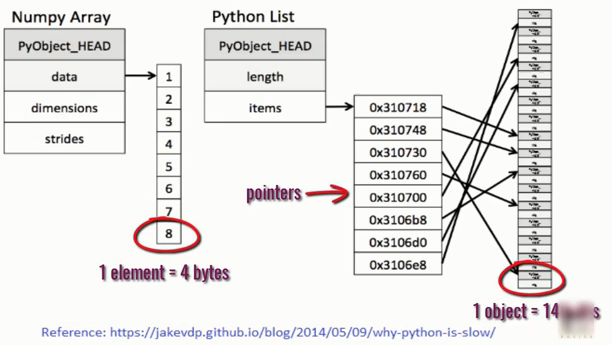 Numpy Array
PyObject_HEAD
data
dimensions
strides
1
2
3
4
5
6
7
8
1 element = 4 bytes
Python List
PyObject_HEAD
length
items
pointers
0x310718
0x310748
0x310730
0x310760
0x310700
0x3106b8
0x3106d0
0x3106e8
1 object = 14
Reference: https://jakevdp.github.io/blog/2014/05/09/why-python-is-slow/